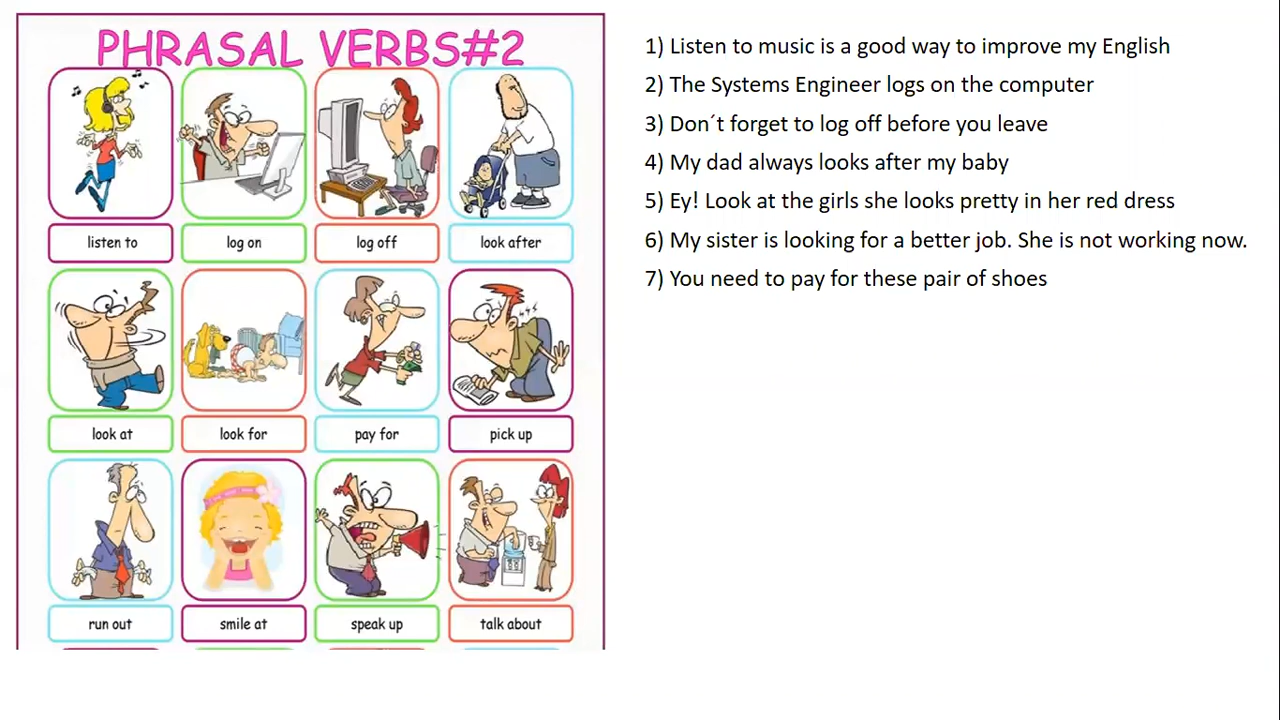 PHRASAL VERBS#2
listen to
log on
log off
look after
look at
look for
pay for
pick up
run out
smile at
speak up
talk about
1) Listen to music is a good way to improve my English
2) The Systems Engineer logs on the computer
3) Don´t forget to log off before you leave
4) My dad always looks after my baby
5) Ey! Look at the girls she looks pretty in her red dress
6) My sister is looking for a better job. She is not working now.
7) You need to pay for these pair of shoes